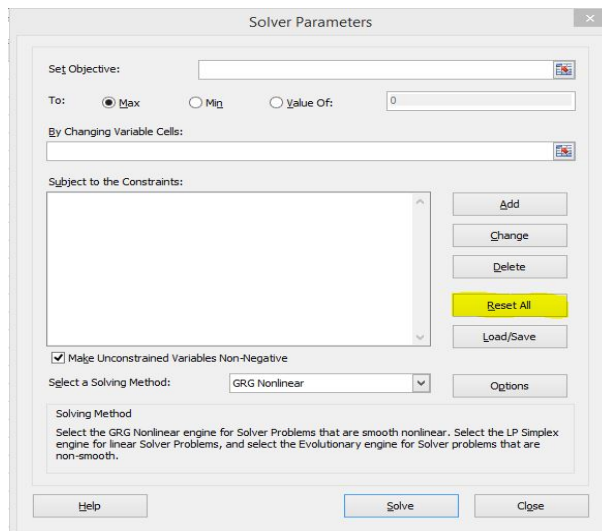 Solver Parameters
Set Objective:
To: Max Min Value Of: 0
By Changing Variable Cells:
Subject to the Constraints:
Add
Change
Delete
Reset All
Load/Save
Make Unconstrained Variables Non-Negative
Select a Solving Method: GRG Nonlinear Options
Solving Method
Select the GRG Nonlinear engine for Solver Problems that are smooth nonlinear. Select the LP Simplex
engine for linear Solver Problems, and select the Evolutionary engine for Solver problems that are
non-smooth.
Help Solve Close